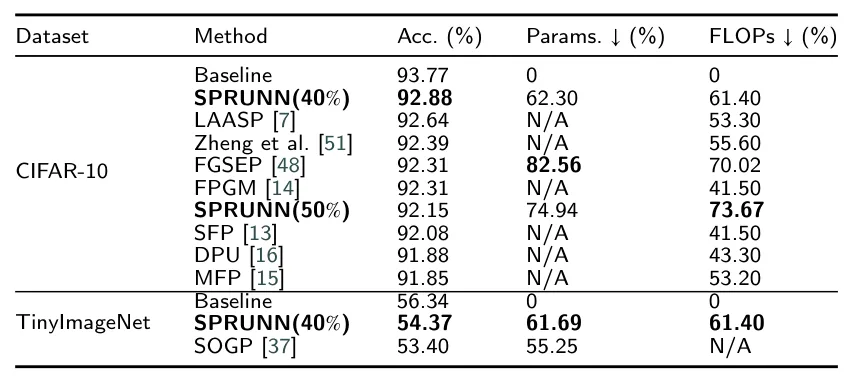 Dataset Method Acc. (%) Params. ↓ (%) FLOPs ↓ (%)
Baseline 93.77 0 0
SPRUNN(40%) 92.88 62.30 61.40
LAASP [7] 92.64 N/A 53.30
Zheng et al. [51] 92.39 N/A 55.60
CIFAR-10 FGSEP [48] 92.31 82.56 70.02
FPGM [14] 92.31 N/A 41.50
SPRUNN(50%) 92.15 74.94 73.67
SFP [13] 92.08 N/A 41.50
DPU [16] 91.88 N/A 43.30
MFP [15] 91.85 N/A 53.20
Baseline 56.34 0 0
TinyImageNet SPRUNN(40%) 54.37 61.69 61.40
SOGP [37] 53.40 55.25 N/A